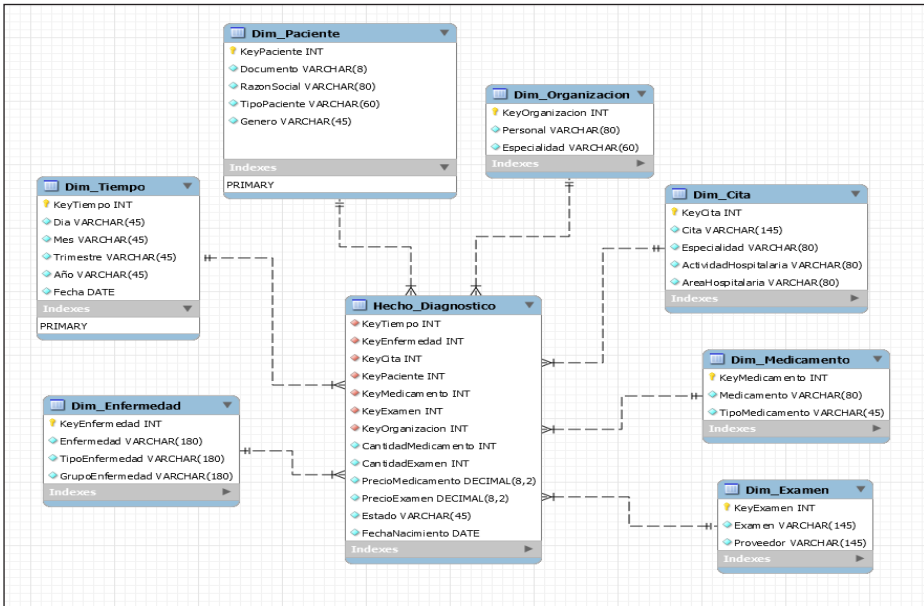 Dim_Paciente
KeyPaciente INT
Documento VARCHAR(8)
RazonSocial VARCHAR(80)
TipoPaciente VARCHAR(60)
Genero VARCHAR(45)
Indexes
PRIMARY
Dim_Organizacion
KeyOrganizacion INT
Personal VARCHAR(80)
Especialidad VARCHAR(60)
Indexes
Dim_Tiempo
KeyTiempo INT
Dia VARCHAR(45)
Mes VARCHAR(45)
Trimestre VARCHAR(45)
Año VARCHAR(45)
Fecha DATE
Indexes
PRIMARY
Dim_Cita
KeyCita INT
Cita VARCHAR(145)
Especialidad VARCHAR(80)
ActividadHospitalaria VARCHAR(80)
AreaHospitalaria VARCHAR(80)
Indexes
Hecho_Diagnostico
KeyTiempo INT
KeyEnfermedad INT
KeyCita INT
KeyPaciente INT
KeyMedicamento INT
KeyExamen INT
KeyOrganizacion INT
CantidadMedicamento INT
CantidadExamen INT
PrecioMedicamento DECIMAL(8,2)
PrecioExamen DECIMAL(8,2)
Estado VARCHAR(45)
FechaNacimiento DATE
Indexes
Dim_Medicamento
KeyMedicamento INT
Medicamento VARCHAR(80)
TipoMedicamento VARCHAR(45)
Indexes
Dim_Enfermedad
KeyEnfermedad INT
Enfermedad VARCHAR(180)
TipoEnfermedad VARCHAR(180)
GrupoEnfermedad VARCHAR(180)
Indexes
Dim_Examen
KeyExamen INT
Examen VARCHAR(145)
Proveedor VARCHAR(145)
Indexes